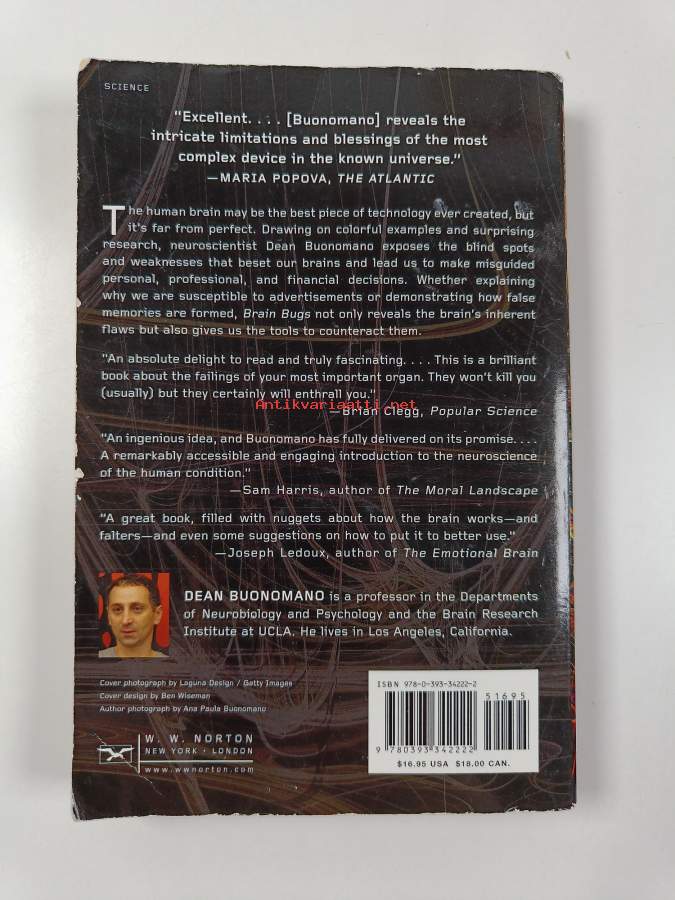 SCIENCE
“Excellent. . . . [Buonomano] reveals the
intricate limitations and blessings of the most
complex device in the known universe.”
—MARIA POPOVA, THE ATLANTIC
The human brain may be the best piece of technology ever created, but
it's far from perfect. Drawing on colorful examples and surprising
research, neuroscientist Dean Buonomano exposes the blind spots
and weaknesses that beset our brains and lead us to make misguided
personal, professional, and financial decisions. Whether explaining
why we are susceptible to advertisements or demonstrating how false
memories are formed, Brain Bugs not only reveals the brain's inherent
flaws but also gives us the tools to counteract them.
“An absolute delight to read and truly fascinating. . . . This is a brilliant
book about the failings of your most important organ. They won't kill you
(usually) but they certainly will enthrall you.”
Antikvariaatti.net
—Brian Clegg, Popular Science
“An ingenious idea, and Buonomano has fully delivered on its promise. . . .
A remarkably accessible and engaging introduction to the neuroscience
of the human condition.”
—Sam Harris, author of The Moral Landscape
“A great book, filled with nuggets about how the brain works—and
falters—and even some suggestions on how to put it to better use.”
—Joseph Ledoux, author of The Emotional Brain
DEAN BUONOMANO is a professor in the Departments
of Neurobiology and Psychology and the Brain Research
Institute at UCLA. He lives in Los Angeles, California.
Cover photograph by Laguna Design / Getty Images
Cover design by Ben Wiseman
Author photograph by Ana Paula Buonomano
W. W. NORTON
NEW YORK • LONDON
www.wwnorton.com
ISBN 978-0-393-34222-2
51695
9 780393 342222
$16.95 USA $18.00 CAN.